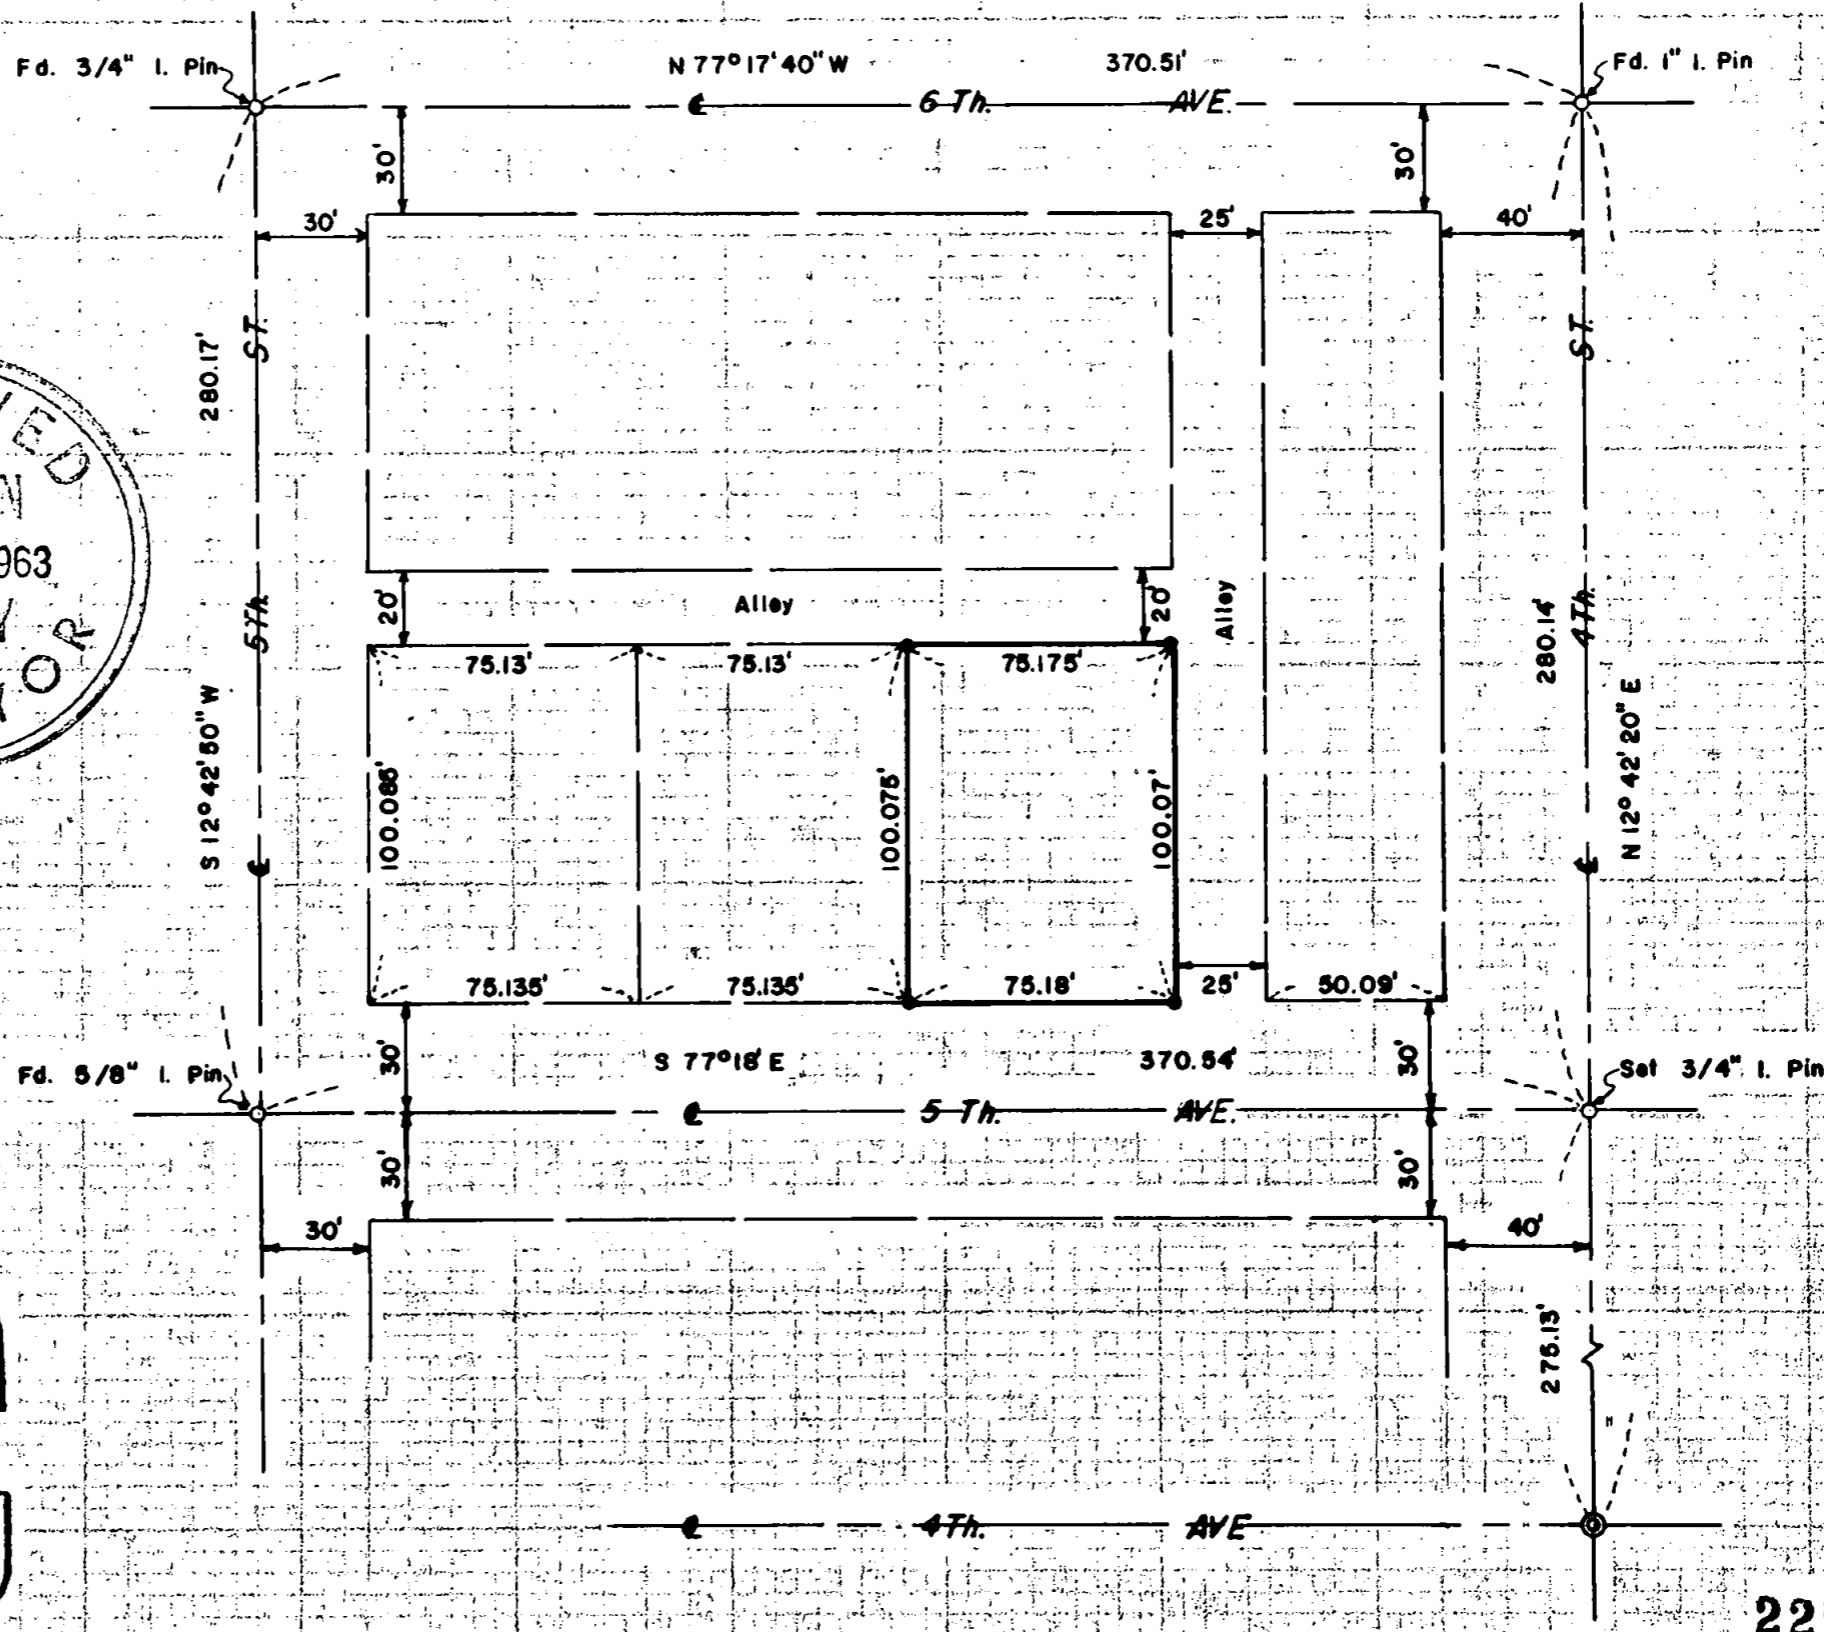 Fd. 3/4" I. Pin
N 77° 17' 40" W
370.51'
Fd. 1" I. Pin
℄
6 Th.
AVE.
30'
30'
30'
25'
40'
280.17'
ST.
ST.
963
20'
Alley
20'
Alley
5Th.
280.14'
4Th.
75.13'
75.13'
75.175'
S 12° 42' 50" W
100.085'
100.075'
100.07'
N 12° 42' 20" E
℄
℄
75.135'
75.135'
75.18'
25'
50.09'
30'
S 77° 18' E
370.54'
30'
Fd. 5/8" I. Pin
Set 3/4" I. Pin
℄
5 Th.
AVE.
30'
30'
30'
40'
275.13'
℄
4Th.
AVE
22